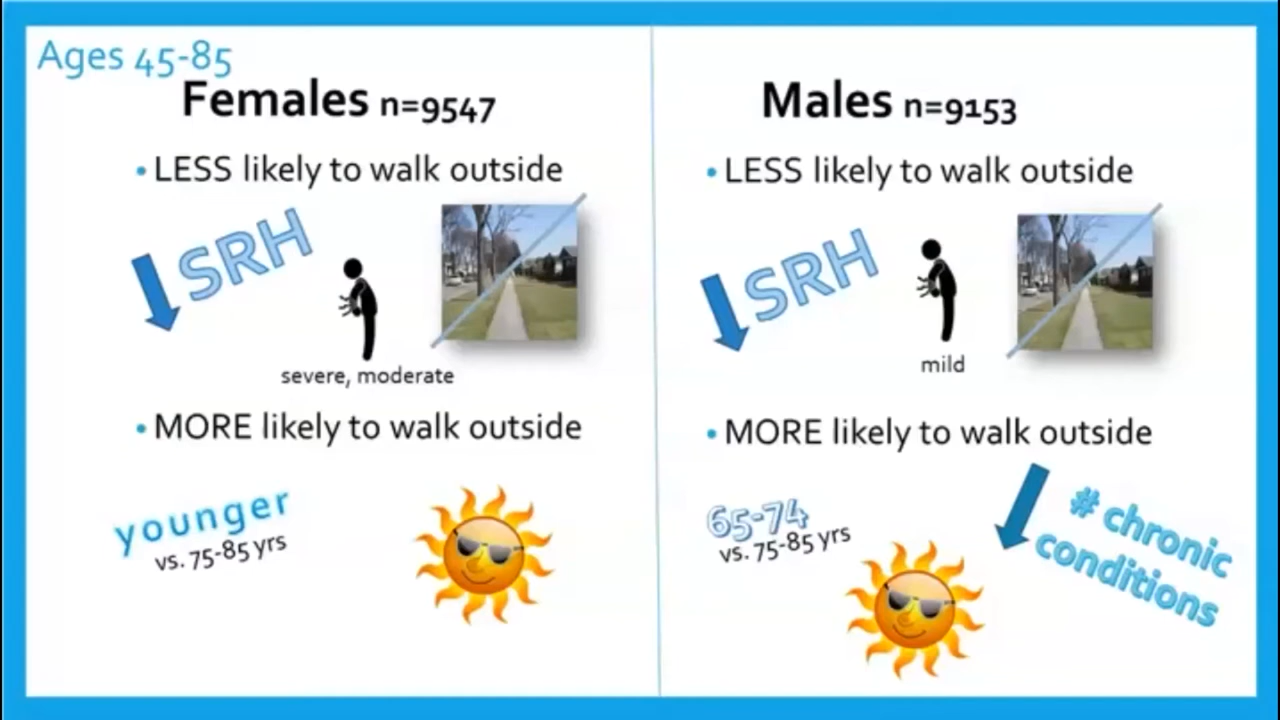 Ages 45-85
Females n=9547
• LESS likely to walk outside
SRH
severe, moderate
• MORE likely to walk outside
younger
vs. 75-85 yrs
Males n=9153
• LESS likely to walk outside
SRH
mild
• MORE likely to walk outside
65-74
vs. 75-85 yrs
# chronic
conditions